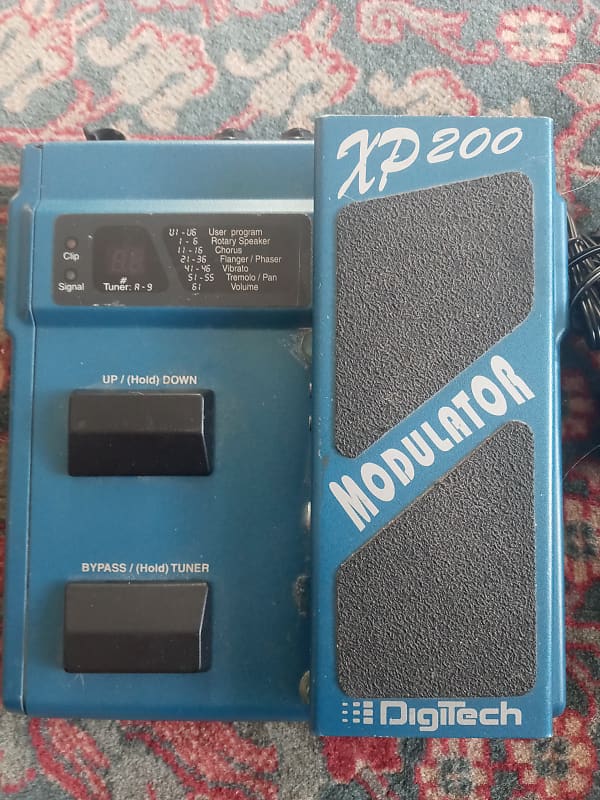 XP 200
U1-U6 User program
1-6 Rotary Speaker
11-16 Chorus
21-36 Flanger / Phaser
41-46 Vibrato
51-55 Tremolo / Pan
61 Volume
Clip
Signal
#
Tuner: A-9
UP / (Hold) DOWN
MODULATOR
BYPASS / (Hold) TUNER
DigiTech